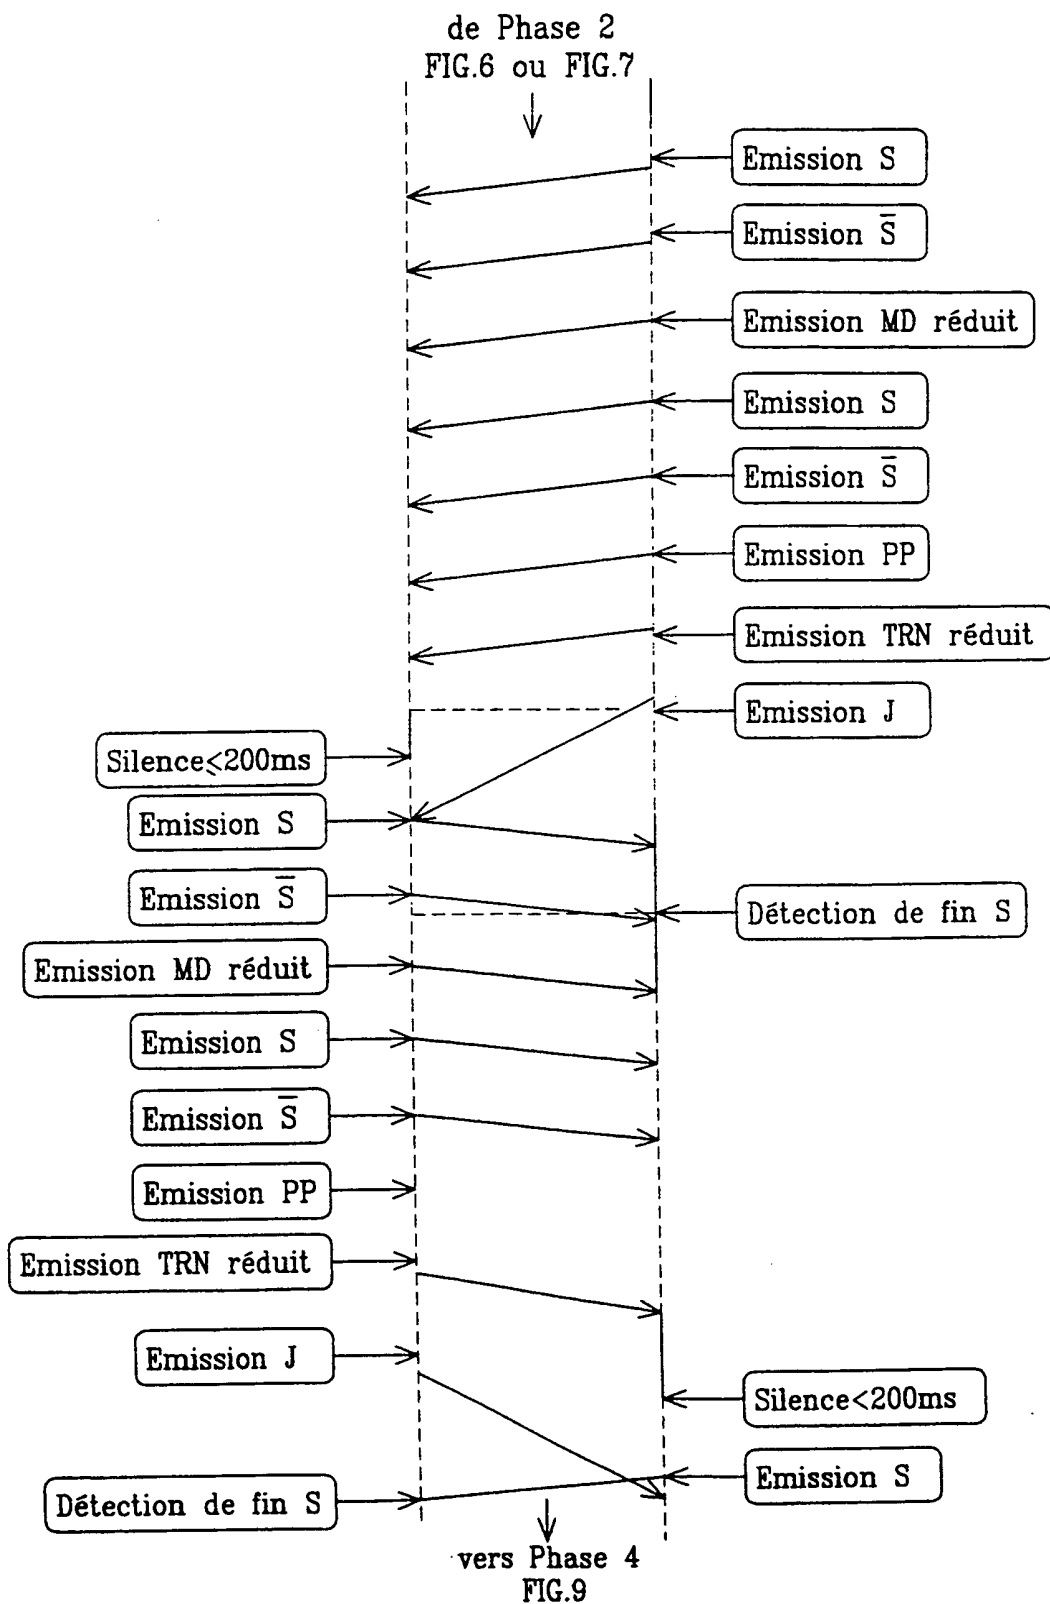 de Phase 2
FIG.6 ou FIG.7
Emission S
Emission S̅
Emission MD réduit
Emission S
Emission S̅
Emission PP
Emission TRN réduit
Emission J
Silence≤200ms
Emission S
Emission S̅
Détection de fin S
Emission MD réduit
Emission S
Emission S̅
Emission PP
Emission TRN réduit
Emission J
Silence<200ms
Emission S
Détection de fin S
vers Phase 4
FIG.9